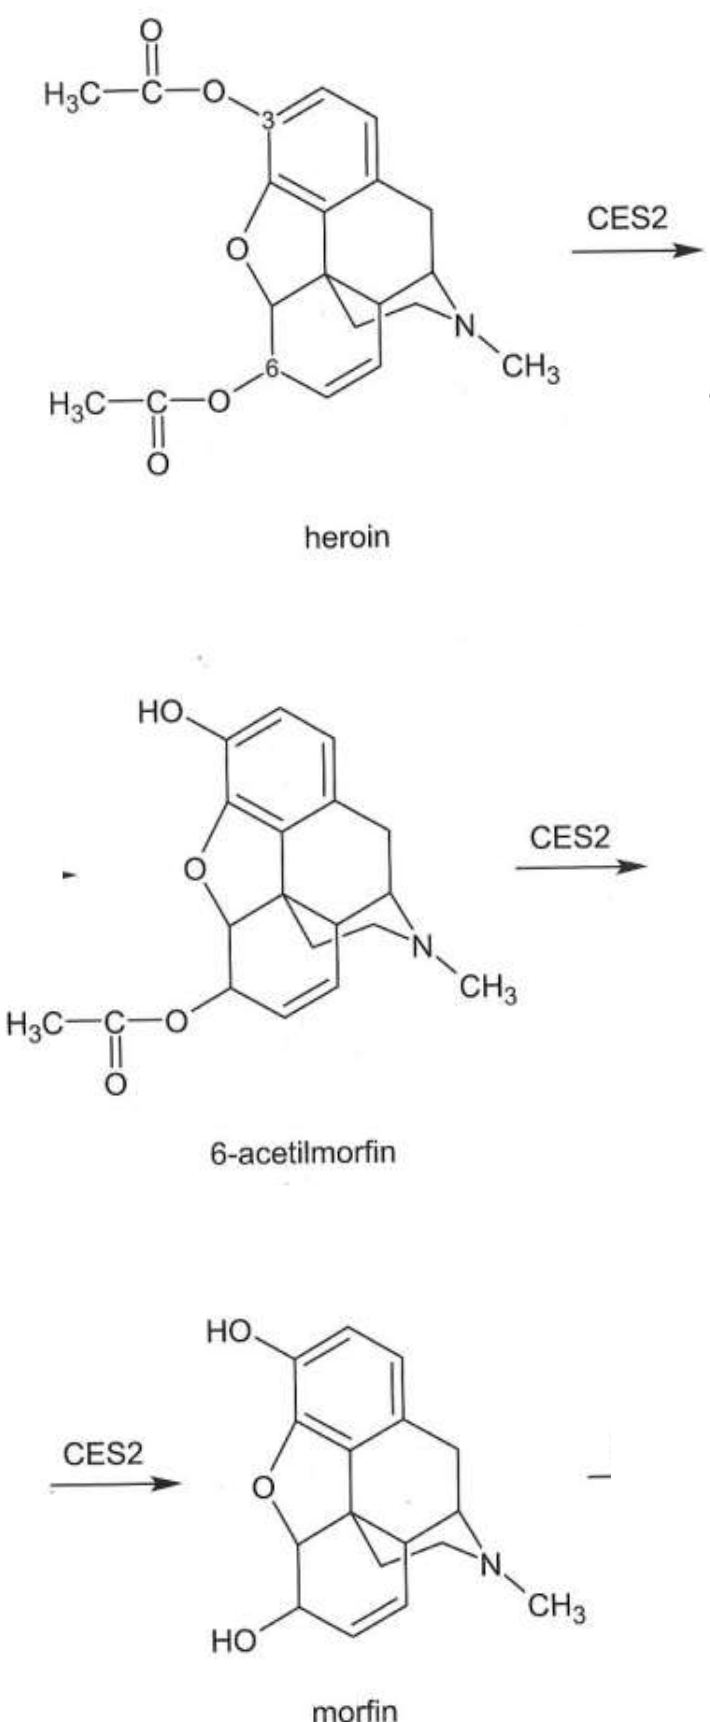 O
H₃C C O
3
CES2
O
N
CH₃
6
H₃C C O
O
heroin
HO
CES2
O
N
CH₃
H₃C C O
O
6-acetilmorfin
HO
CES2
O
N
CH₃
HO
morfin